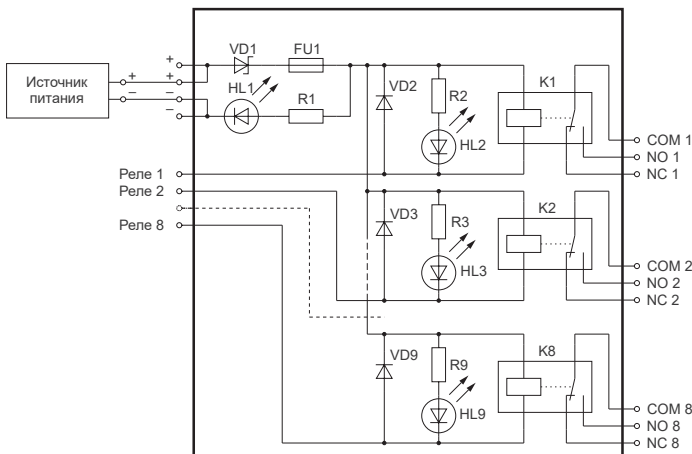 Источник
питания
+
+
–
–
+
+
–
–
VD1
FU1
HL1
R1
VD2
R2
HL2
K1
COM 1
NO 1
NC 1
Реле 1
Реле 2
Реле 8
VD3
R3
HL3
K2
COM 2
NO 2
NC 2
VD9
R9
HL9
K8
COM 8
NO 8
NC 8